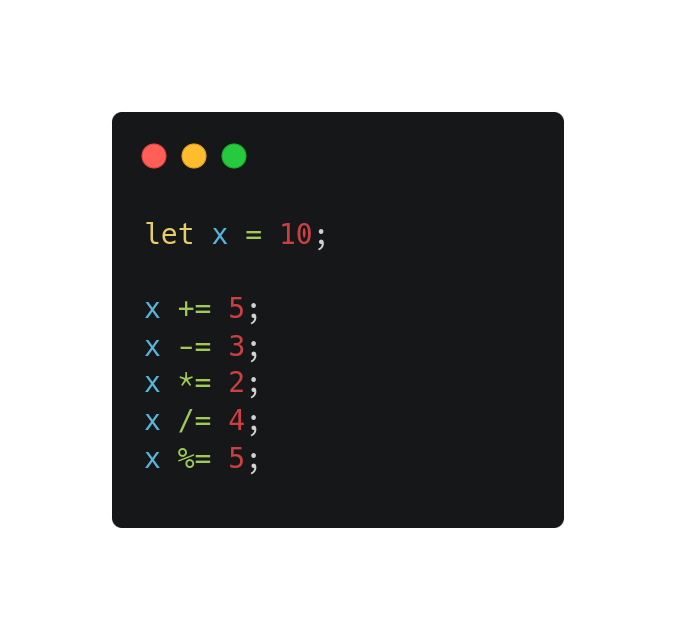 let x = 10;
x += 5;
x -= 3;
x *= 2;
x /= 4;
x %= 5;